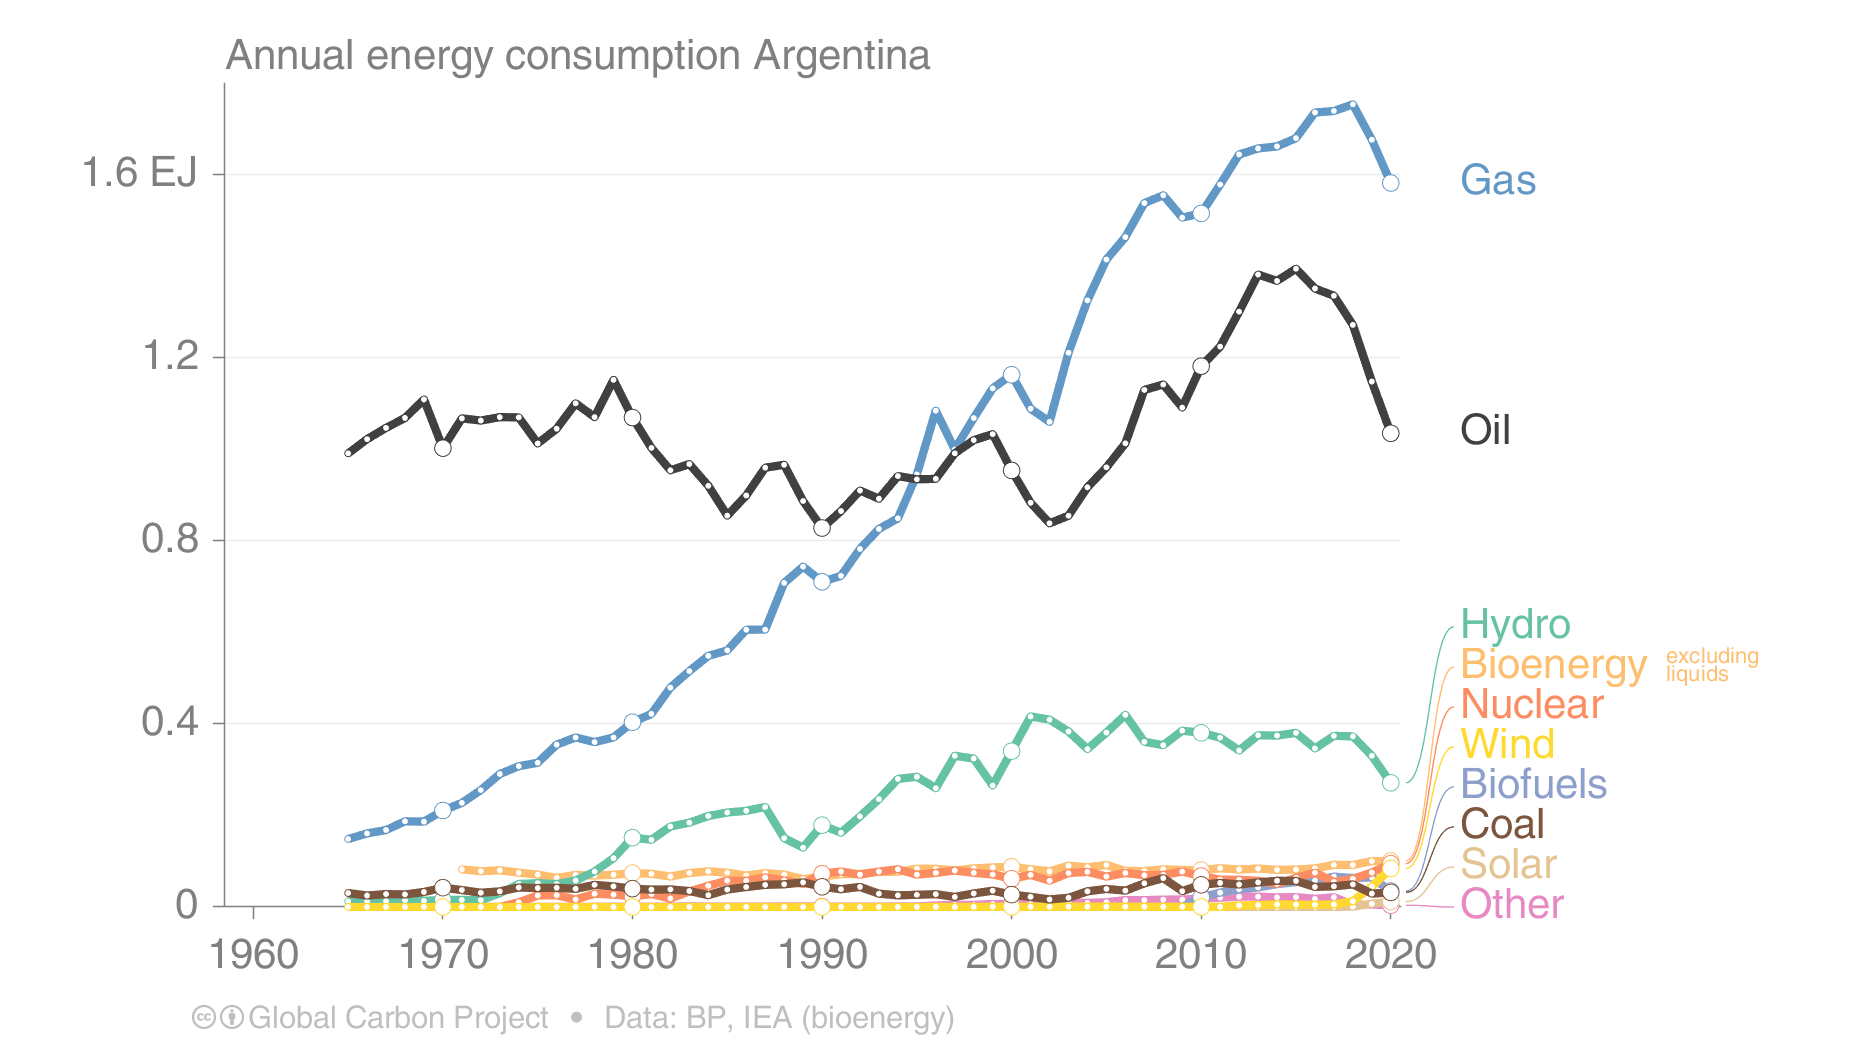 Annual energy consumption Argentina
1.6 EJ
1.2
0.8
0.4
0
1960 1970 1980 1990 2000 2010 2020
Gas
Oil
Hydro
Bioenergy excluding
liquids
Nuclear
Wind
Biofuels
Coal
Solar
Other
cc Global Carbon Project • Data: BP, IEA (bioenergy)